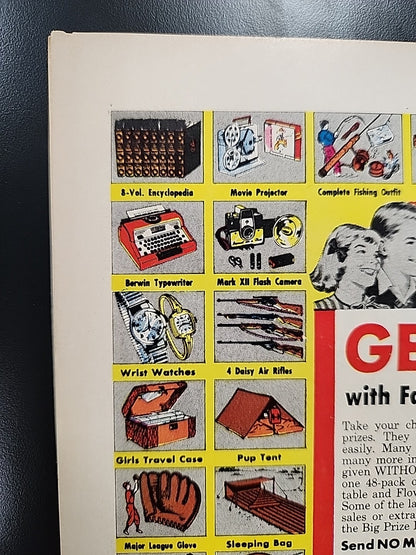 8-Vol. Encyclopedia
Movie Projector
Complete Fishing Outfit
Berwin Typewriter
Mark XII Flash Camera
Wrist Watches
4 Daisy Air Rifles
Girls Travel Case
Pup Tent
Major League Glove
Sleeping Bag
GE
with Fa
Take your ch
prizes. They
easily. Many
many more in
given WITHO
one 48-pack o
table and Flo
Some of the la
sales or extra
the Big Prize
Send NO M